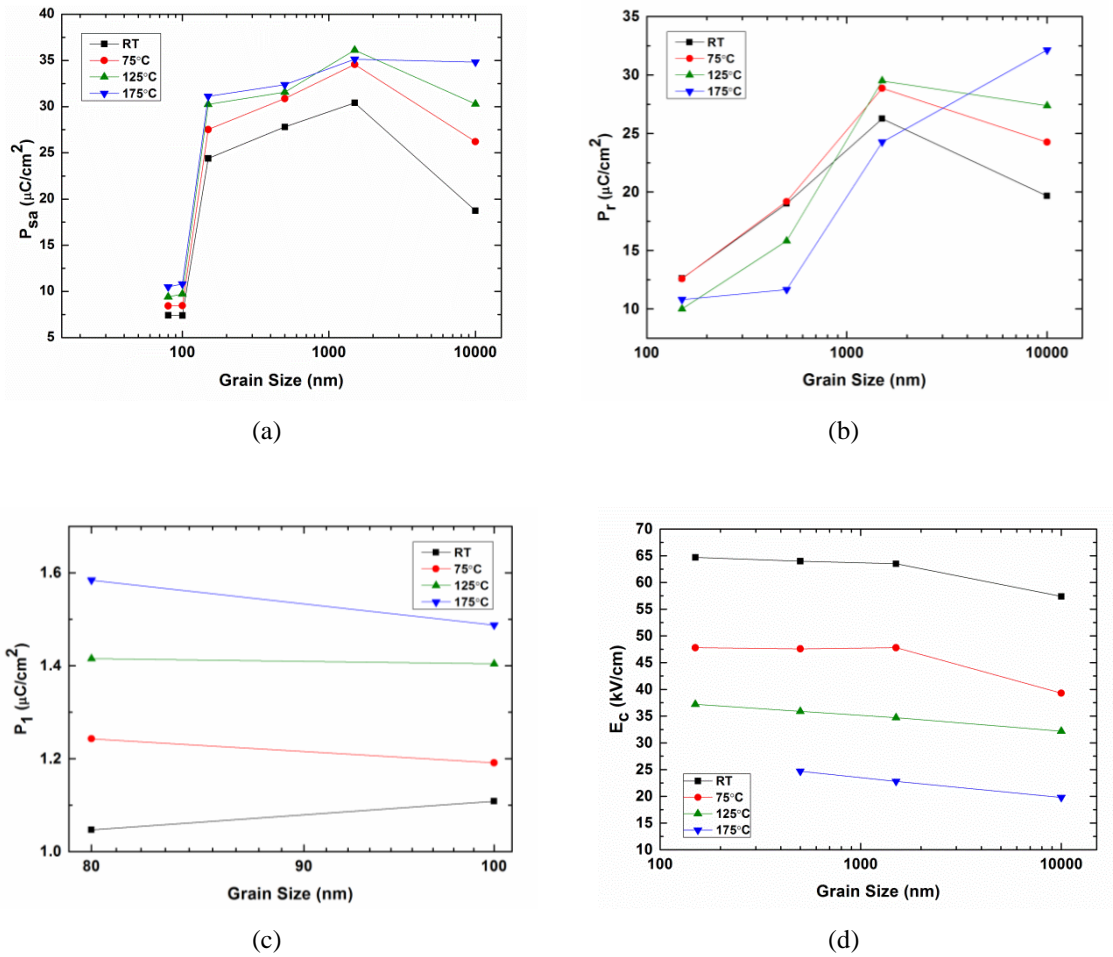 40
35
30
25
20
15
10
5
P_sa (μC/cm²)
RT
75°C
125°C
175°C
100
1000
10000
Grain Size (nm)
(a)
35
30
25
20
15
10
P_r (μC/cm²)
RT
75°C
125°C
175°C
100
1000
10000
Grain Size (nm)
(b)
1.6
1.4
1.2
1.0
P_1 (μC/cm²)
RT
75°C
125°C
175°C
80
90
100
Grain Size (nm)
(c)
70
65
60
55
50
45
40
35
30
25
20
15
10
E_c (kV/cm)
RT
75°C
125°C
175°C
100
1000
10000
Grain Size (nm)
(d)